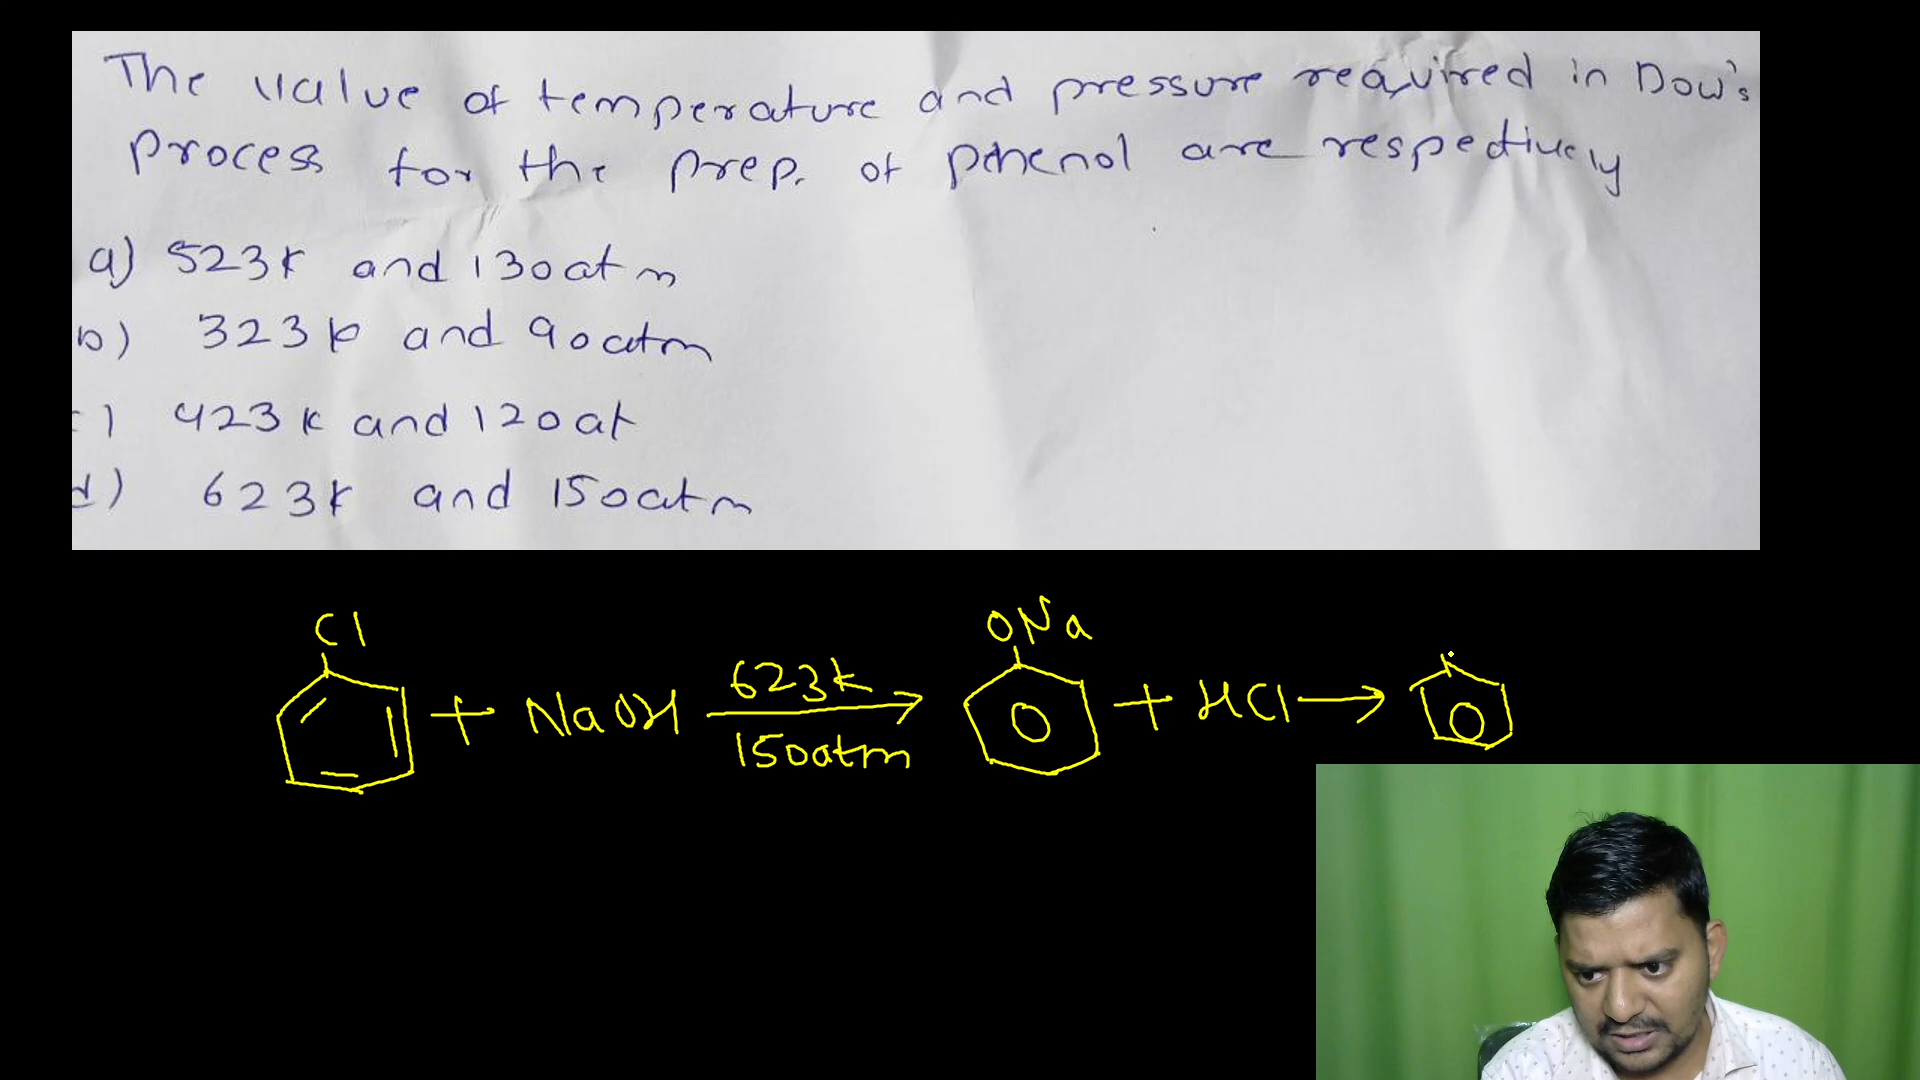 The value of temperature and pressure required in Dow's
process for the prep. of phenol are respectively
a) 523k and 130atm
b) 323k and 90atm
c) 423k and 120at
d) 623k and 150atm
Cl + NaOH 623k 150atm → ONa + HCl →